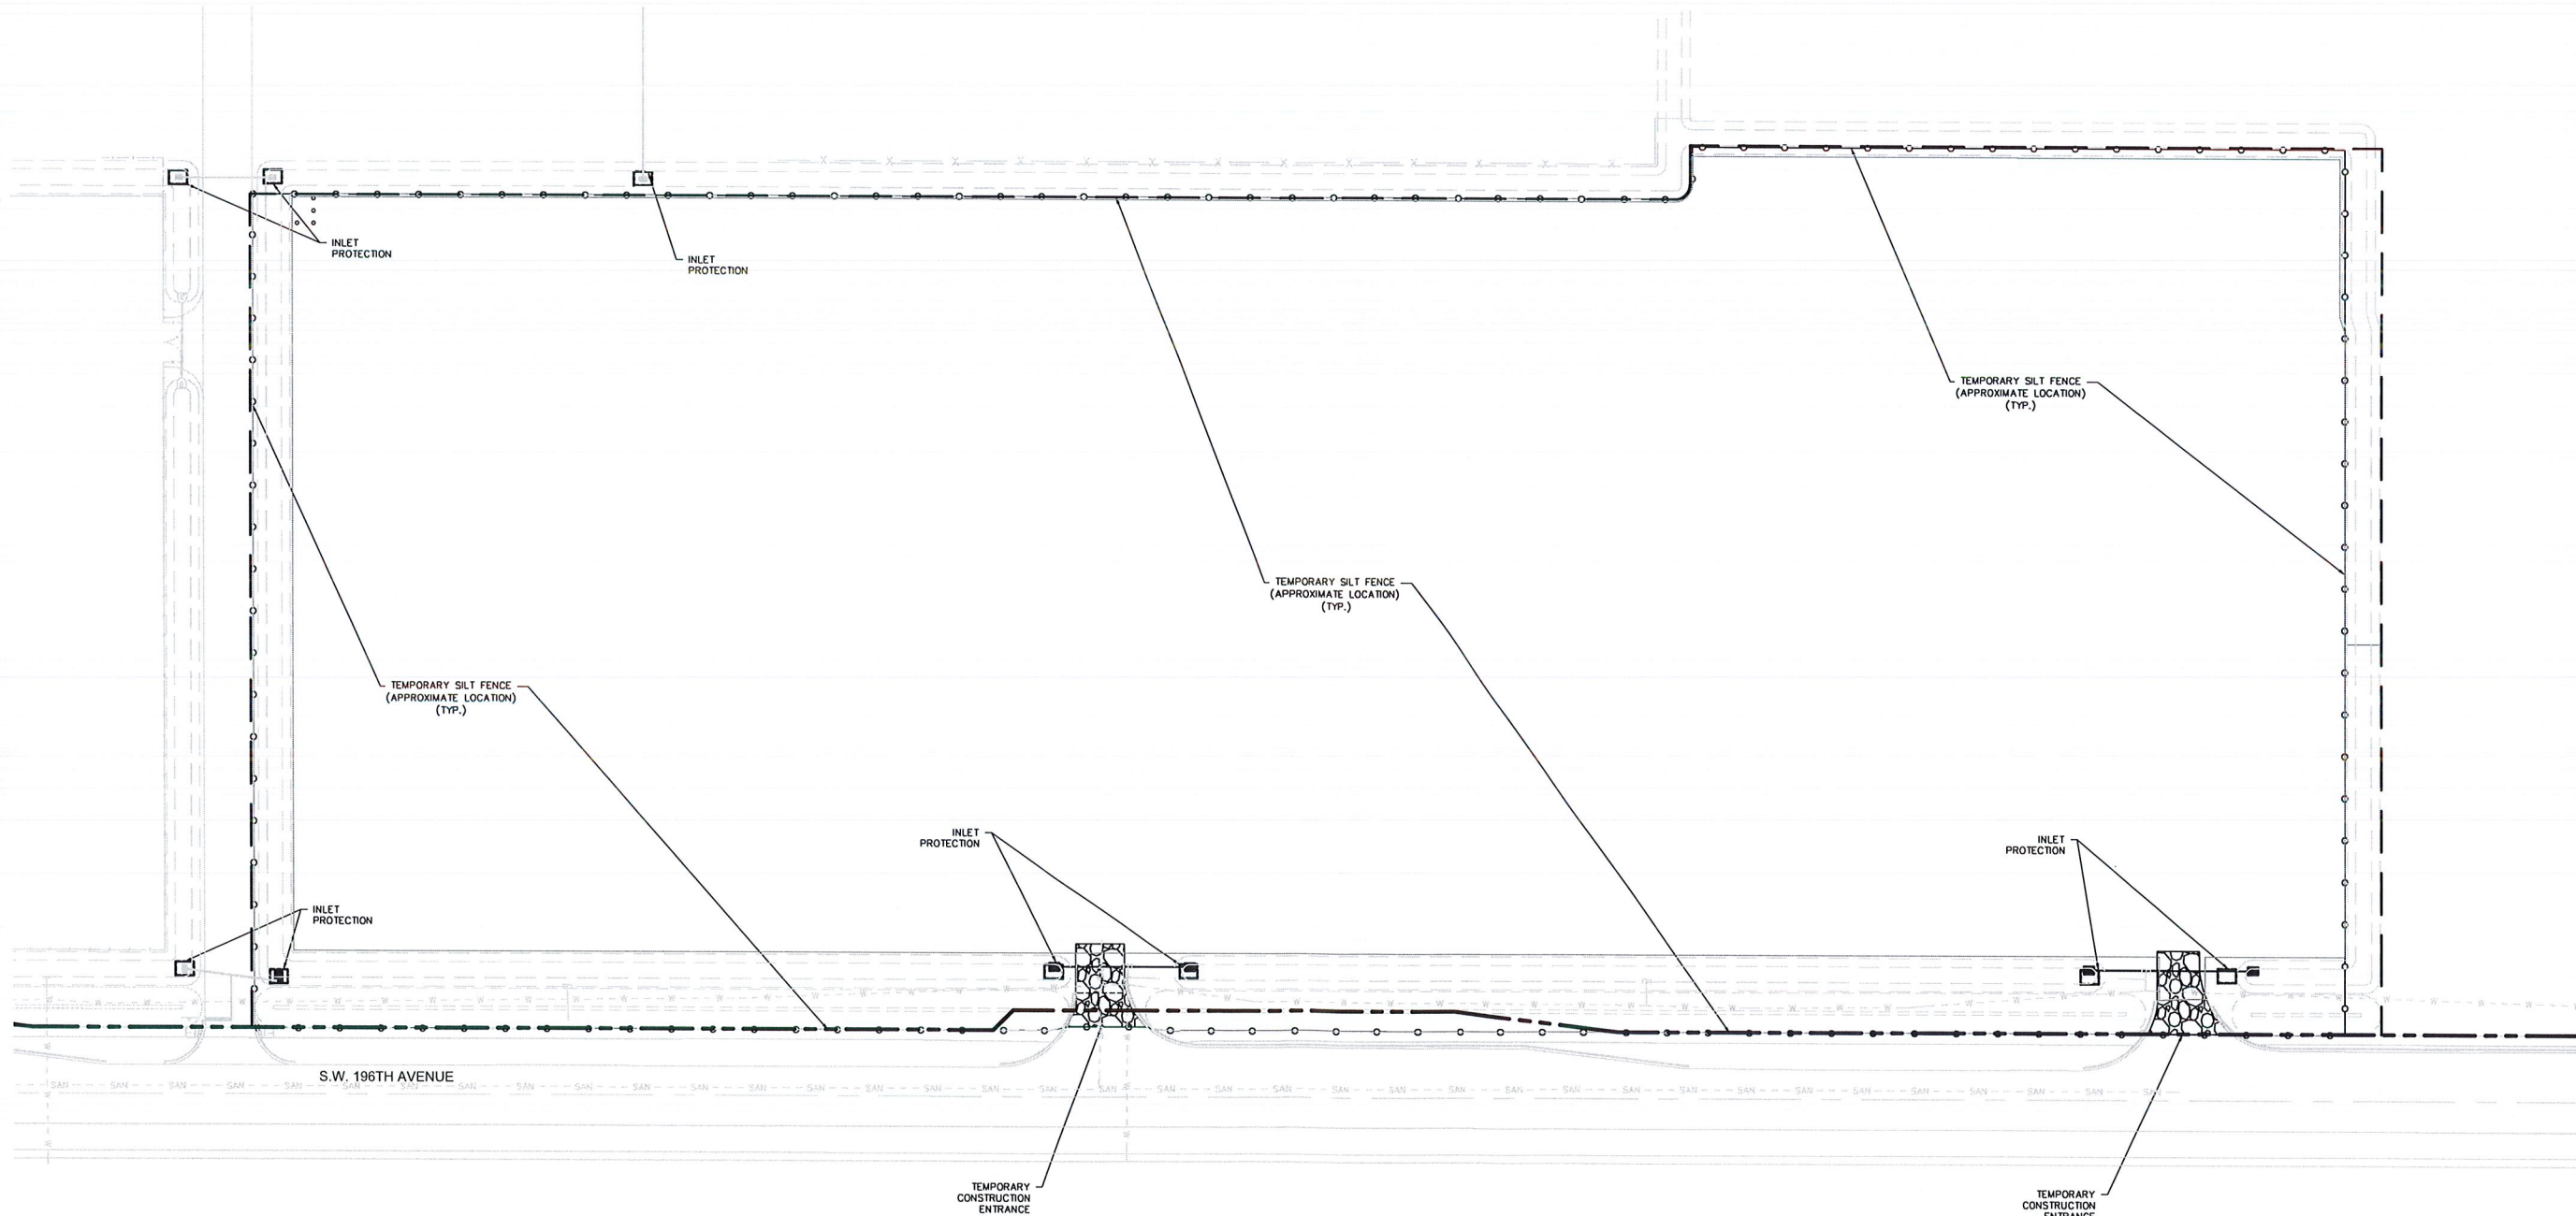 INLET
PROTECTION
INLET
PROTECTION
TEMPORARY SILT FENCE
(APPROXIMATE LOCATION)
(TYP.)
TEMPORARY SILT FENCE
(APPROXIMATE LOCATION)
(TYP.)
TEMPORARY SILT FENCE
(APPROXIMATE LOCATION)
(TYP.)
INLET
PROTECTION
INLET
PROTECTION
INLET
PROTECTION
S.W. 196TH AVENUE
TEMPORARY
CONSTRUCTION
ENTRANCE
TEMPORARY
CONSTRUCTION
ENTRANCE